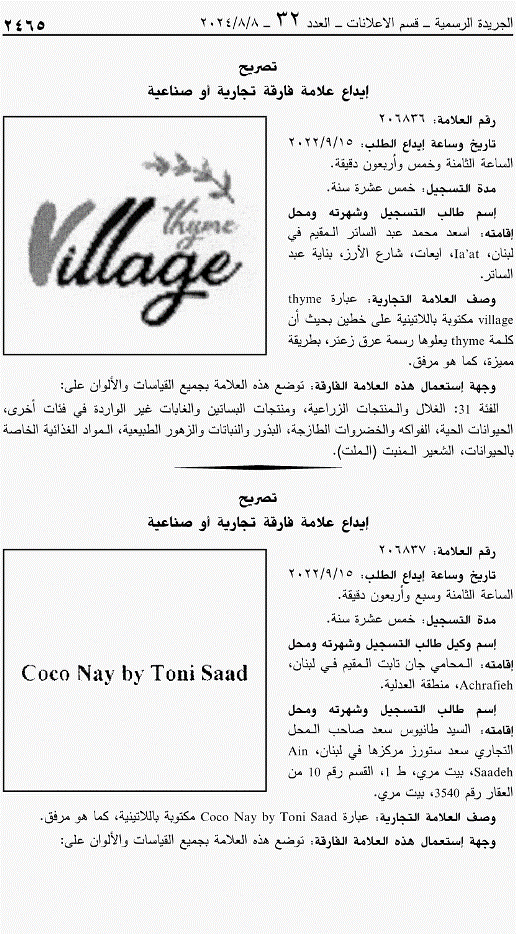 الجريدة الرسمية ــ قسم الاعلانات ــ العدد ٣٢ ــ ٢٠٢٤/٨/٨
٢٤٦٥
تصريح
إيداع علامة فارقة تجارية أو صناعية
رقم العلامة: ٢٠٦٨٣٦
تاريخ وساعة إيداع الطلب: ٢٠٢٢/٩/١٥
الساعة الثامنة وخمس وأربعون دقيقة.
مدة التسجيل: خمس عشرة سنة.
إسم طالب التسجيل وشهرته ومحل
إقامته: اسعد محمد عبد الساتر المقيم في
لبنان، Ia'at، ايعات، شارع الأرز، بناية عبد
الساتر.
وصف العلامة التجارية: عبارة thyme
village مكتوبة باللاتينية على خطين بحيث أن
كلمة thyme يعلوها رسمة عرق زعتر، بطريقة
مميزة، كما هو مرفق.
thyme
Village
وجهة إستعمال هذه العلامة الفارقة: توضع هذه العلامة بجميع القياسات والألوان على:
الفئة 31: الغلال والمنتجات الزراعية، ومنتجات البساتين والغابات غير الواردة في فئات أخرى،
الحيوانات الحية، الفواكه والخضروات الطازجة، البذور والنباتات والزهور الطبيعية، المواد الغذائية الخاصة
بالحيوانات، الشعير المنبت (الملت).
تصريح
إيداع علامة فارقة تجارية أو صناعية
رقم العلامة: ٢٠٦٨٣٧
تاريخ وساعة إيداع الطلب: ٢٠٢٢/٩/١٥
الساعة الثامنة وسبع وأربعون دقيقة.
مدة التسجيل: خمس عشرة سنة.
إسم وكيل طالب التسجيل وشهرته ومحل
إقامته: المحامي جان تابت المقيم في لبنان،
Achrafieh، منطقة العدلية.
إسم طالب التسجيل وشهرته ومحل
إقامته: السيد طانيوس سعد صاحب المحل
التجاري سعد ستورز مركزها في لبنان، Ain
Saadeh، بيت مري، ط 1، القسم رقم 10 من
العقار رقم 3540، بيت مري.
Coco Nay by Toni Saad
وصف العلامة التجارية: عبارة Coco Nay by Toni Saad مكتوبة باللاتينية، كما هو مرفق.
وجهة إستعمال هذه العلامة الفارقة: توضع هذه العلامة بجميع القياسات والألوان على: